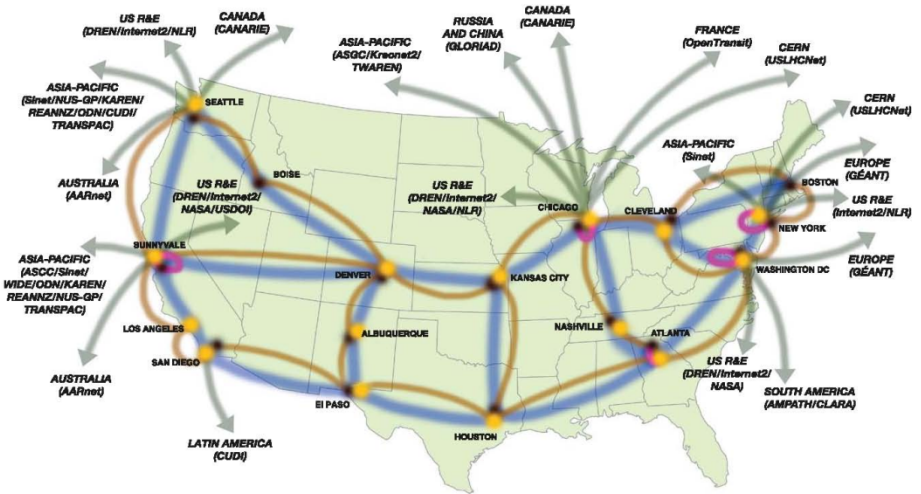 US R&E
(DREN/Internet2/NLR)
CANADA
(CANARIE)
ASIA-PACIFIC
(ASGC/Kreonet2/
TWAREN)
RUSSIA
AND CHINA
(GLORIAD)
CANADA
(CANARIE)
FRANCE
(OpenTransit)
CERN
(USLHCNet)
ASIA-PACIFIC
(Sinet/NUS-GP/KAREN/
REANNZ/ODN/CUDI/
TRANSPAC)
SEATTLE
CERN
(USLHCNet)
ASIA-PACIFIC
(Sinet)
AUSTRALIA
(AARnet)
BOISE
US R&E
(DREN/Internet2/
NASA/USDOI)
US R&E
(DREN/Internet2/
NASA/NLR)
CHICAGO
CLEVELAND
BOSTON
EUROPE
(GÉANT)
US R&E
(Internet2/NLR)
NEW YORK
SUNNYVALE
ASIA-PACIFIC
(ASCC/Sinet/
WIDE/ODN/KAREN/
REANNZ/NUS-GP/
TRANSPAC)
DENVER
KANSAS CITY
WASHINGTON DC
EUROPE
(GÉANT)
LOS ANGELES
ALBUQUERQUE
NASHVILLE
ATLANTA
SAN DIEGO
AUSTRALIA
(AARnet)
EI PASO
US R&E
(DREN/Internet2/
NASA)
SOUTH AMERICA
(AMPATH/CLARA)
HOUSTON
LATIN AMERICA
(CUDI)